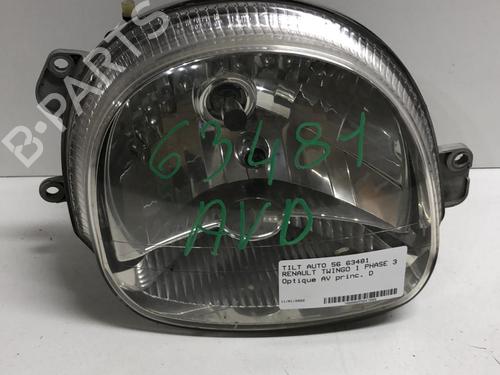 B-PARTS
63481
AVD
TILT AUTO 56 63481
RENAULT TWINGO I PHASE 3
Optique AV princ. D